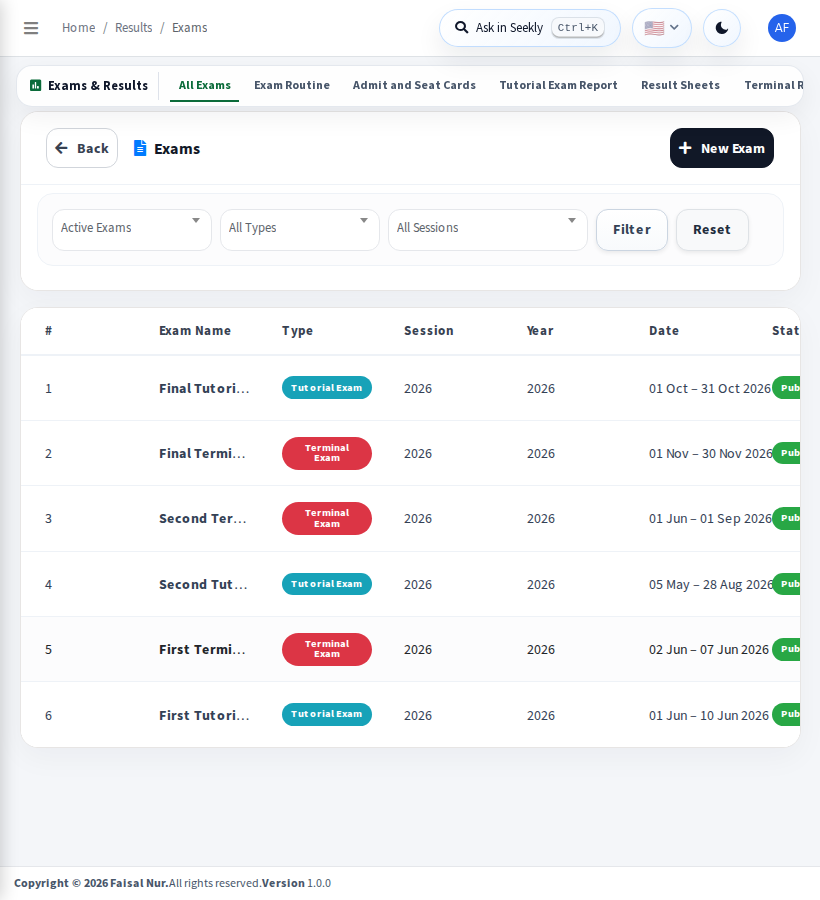 Home / Results / Exams
Ask in Seekly Ctrl+K
AF
Exams & Results
All Exams
Exam Routine
Admit and Seat Cards
Tutorial Exam Report
Result Sheets
Terminal R
Back
Exams
New Exam
Active Exams
All Types
All Sessions
Filter
Reset
# Exam Name Type Session Year Date Stat
1 Final Tutori... Tutorial Exam 2026 2026 01 Oct – 31 Oct 2026 Pub
2 Final Termi... Terminal Exam 2026 2026 01 Nov – 30 Nov 2026 Pub
3 Second Ter... Terminal Exam 2026 2026 01 Jun – 01 Sep 2026 Pub
4 Second Tut... Tutorial Exam 2026 2026 05 May – 28 Aug 2026 Pub
5 First Termi... Terminal Exam 2026 2026 02 Jun – 07 Jun 2026 Pub
6 First Tutori... Tutorial Exam 2026 2026 01 Jun – 10 Jun 2026 Pub
Copyright © 2026 Faisal Nur.All rights reserved.Version 1.0.0